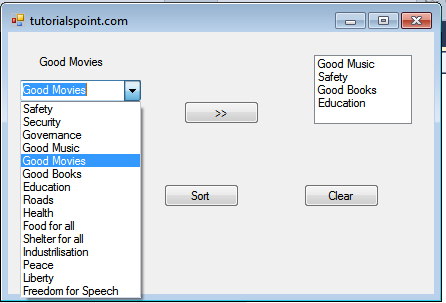 tutorialspoint.com
Good Movies
Good Movies
Safety
Security
Governance
Good Music
Good Movies
Good Books
Education
Roads
Health
Food for all
Shelter for all
Industrilisation
Peace
Liberty
Freedom for Speech
>>
Good Music
Safety
Good Books
Education
Sort
Clear